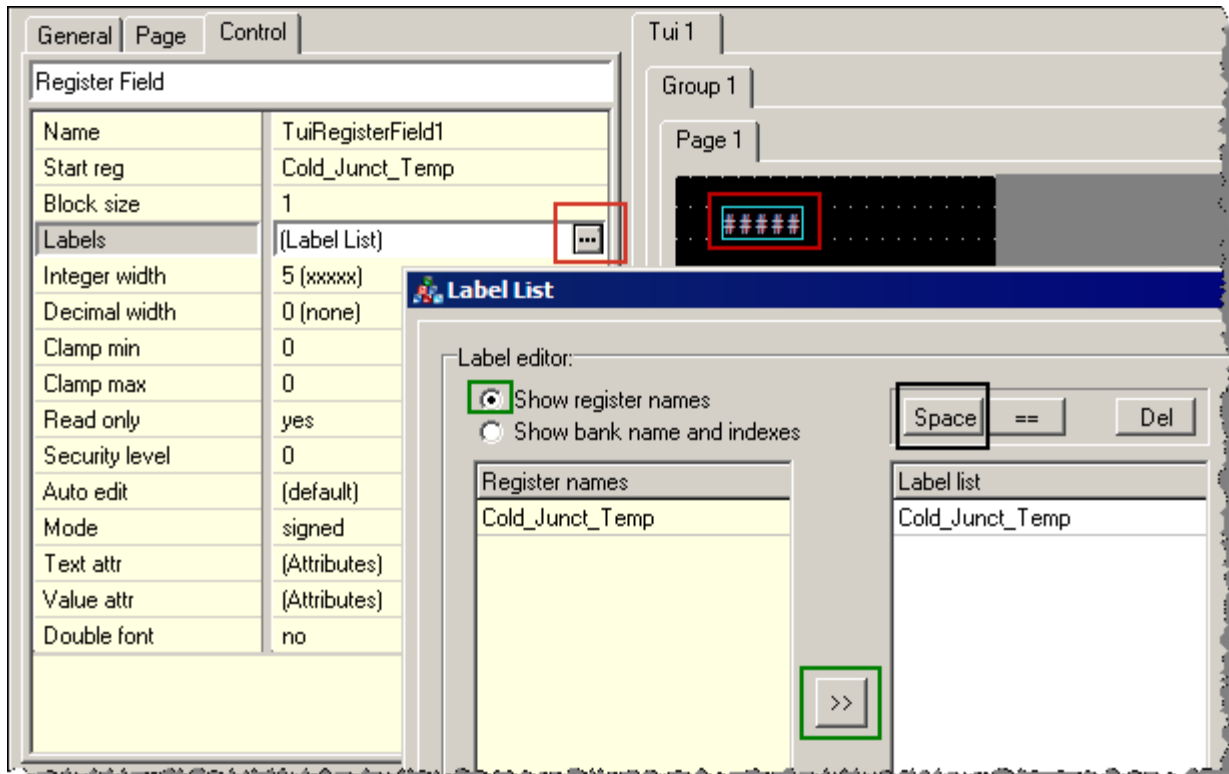 General Page Control
Register Field
Name TuiRegisterField1
Start reg Cold_Junct_Temp
Block size 1
Labels (Label List) ...
Integer width 5 (xxxxx)
Decimal width 0 (none)
Clamp min 0
Clamp max 0
Read only yes
Security level 0
Auto edit (default)
Mode signed
Text attr (Attributes)
Value attr (Attributes)
Double font no
Tui 1
Group 1
Page 1
#####
Label List
Label editor:
Show register names
Show bank name and indexes
Space == Del
Register names
Cold_Junct_Temp
>>
Label list
Cold_Junct_Temp